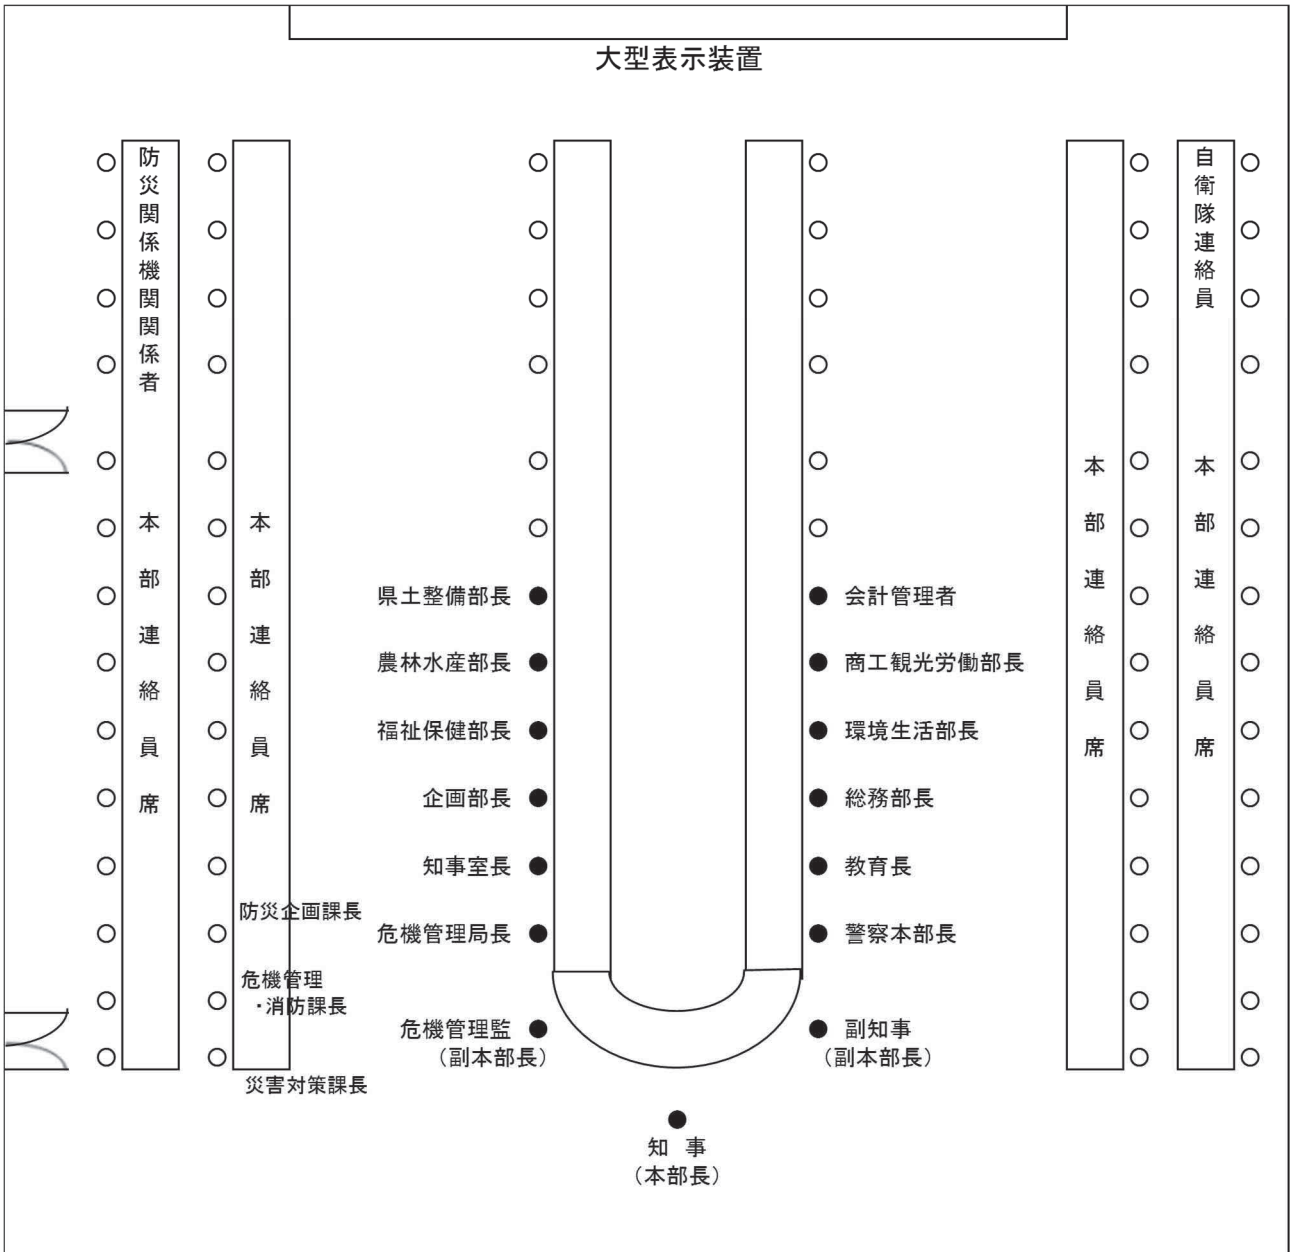 大型表示装置
防災関係機関関係者
本部連絡員席
本部連絡員席
防災企画課長
危機管理
・消防課長
災害対策課長
県土整備部長
農林水産部長
福祉保健部長
企画部長
知事室長
危機管理局長
危機管理監
(副本部長)
会計管理者
商工観光労働部長
環境生活部長
総務部長
教育長
警察本部長
副知事
(副本部長)
知 事
(本部長)
本部連絡員席
自衛隊連絡員
本部連絡員席